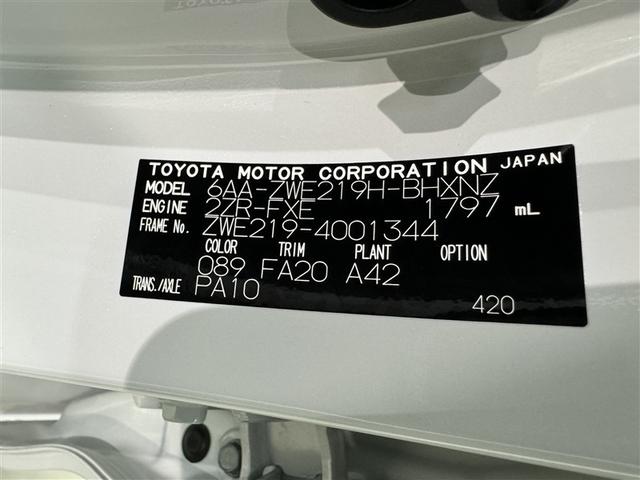 TOYOTA MOTOR CORPORATION JAPAN
MODEL 6AA-ZWE219H-BHXNZ
ENGINE 2ZR-FXE 1797 mL
FRAME No. ZWE219-4001344
COLOR TRIM PLANT OPTION
089 FA20 A42
TRANS./AXLE PA10
420